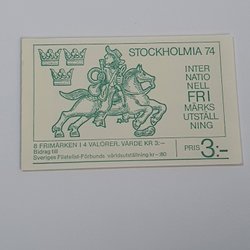 STOCKHOLMIA 74
INTER
NATIO
NELL
FRI
MÄRKS
UTSTÄLL
NING
8 FRIMÄRKEN I 4 VALÖRER. VÄRDE KR 3:–
Bidrag till
Sveriges Filatelist-Förbunds världsutställning kr -:80
PRIS 3:–